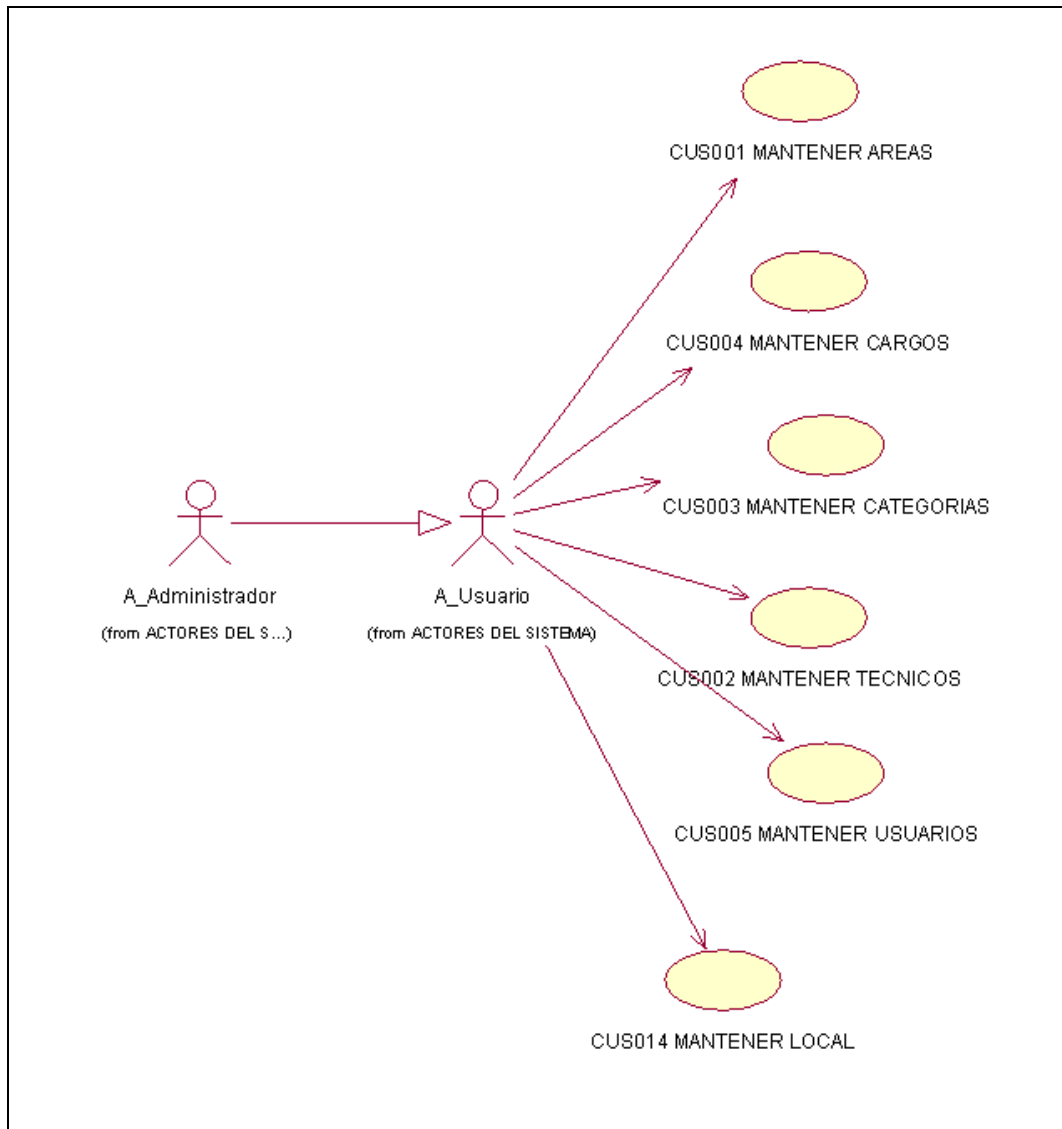 CUS001 MANTENER AREAS
CUS004 MANTENER CARGOS
CUS003 MANTENER CATEGORIAS
A_Administrador
(from ACTORES DEL S...)
A_Usuario
(from ACTORES DEL SISTEMA)
CUS002 MANTENER TECNICOS
CUS005 MANTENER USUARIOS
CUS014 MANTENER LOCAL